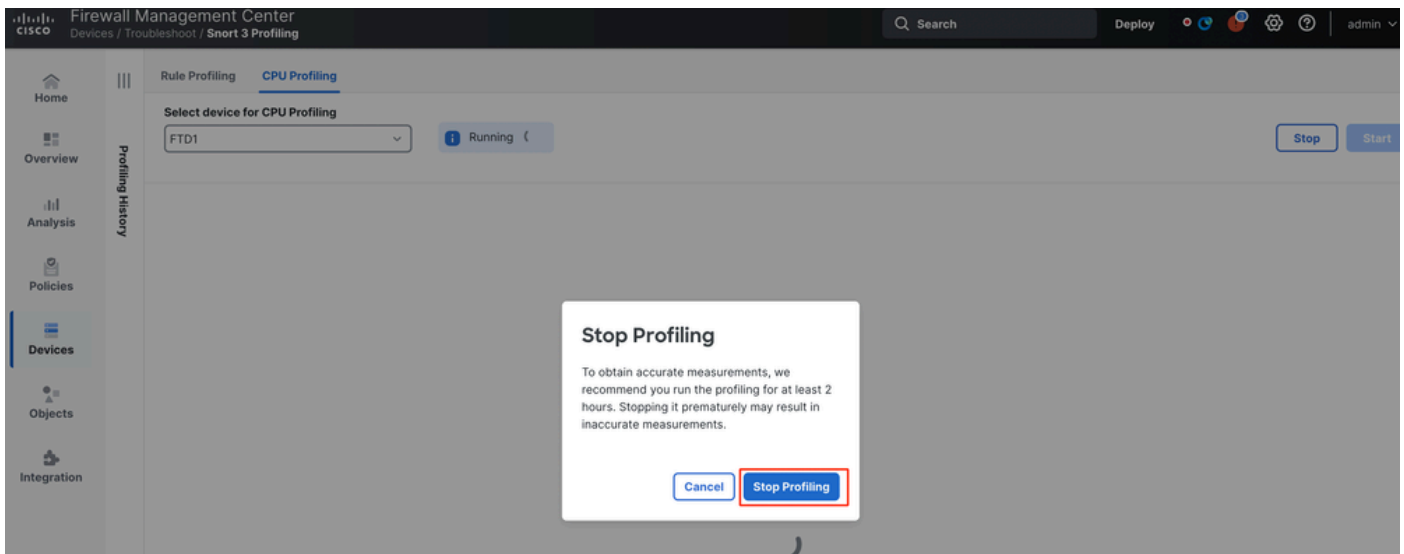 Firewall Management Center
cisco
Devices / Troubleshoot / Snort 3 Profiling
Search
Deploy
admin
Home
Overview
Analysis
Policies
Devices
Objects
Integration
Profiling History
Rule Profiling
CPU Profiling
Select device for CPU Profiling
FTD1
Running
Stop
Start
Stop Profiling
To obtain accurate measurements, we
recommend you run the profiling for at least 2
hours. Stopping it prematurely may result in
inaccurate measurements.
Cancel
Stop Profiling